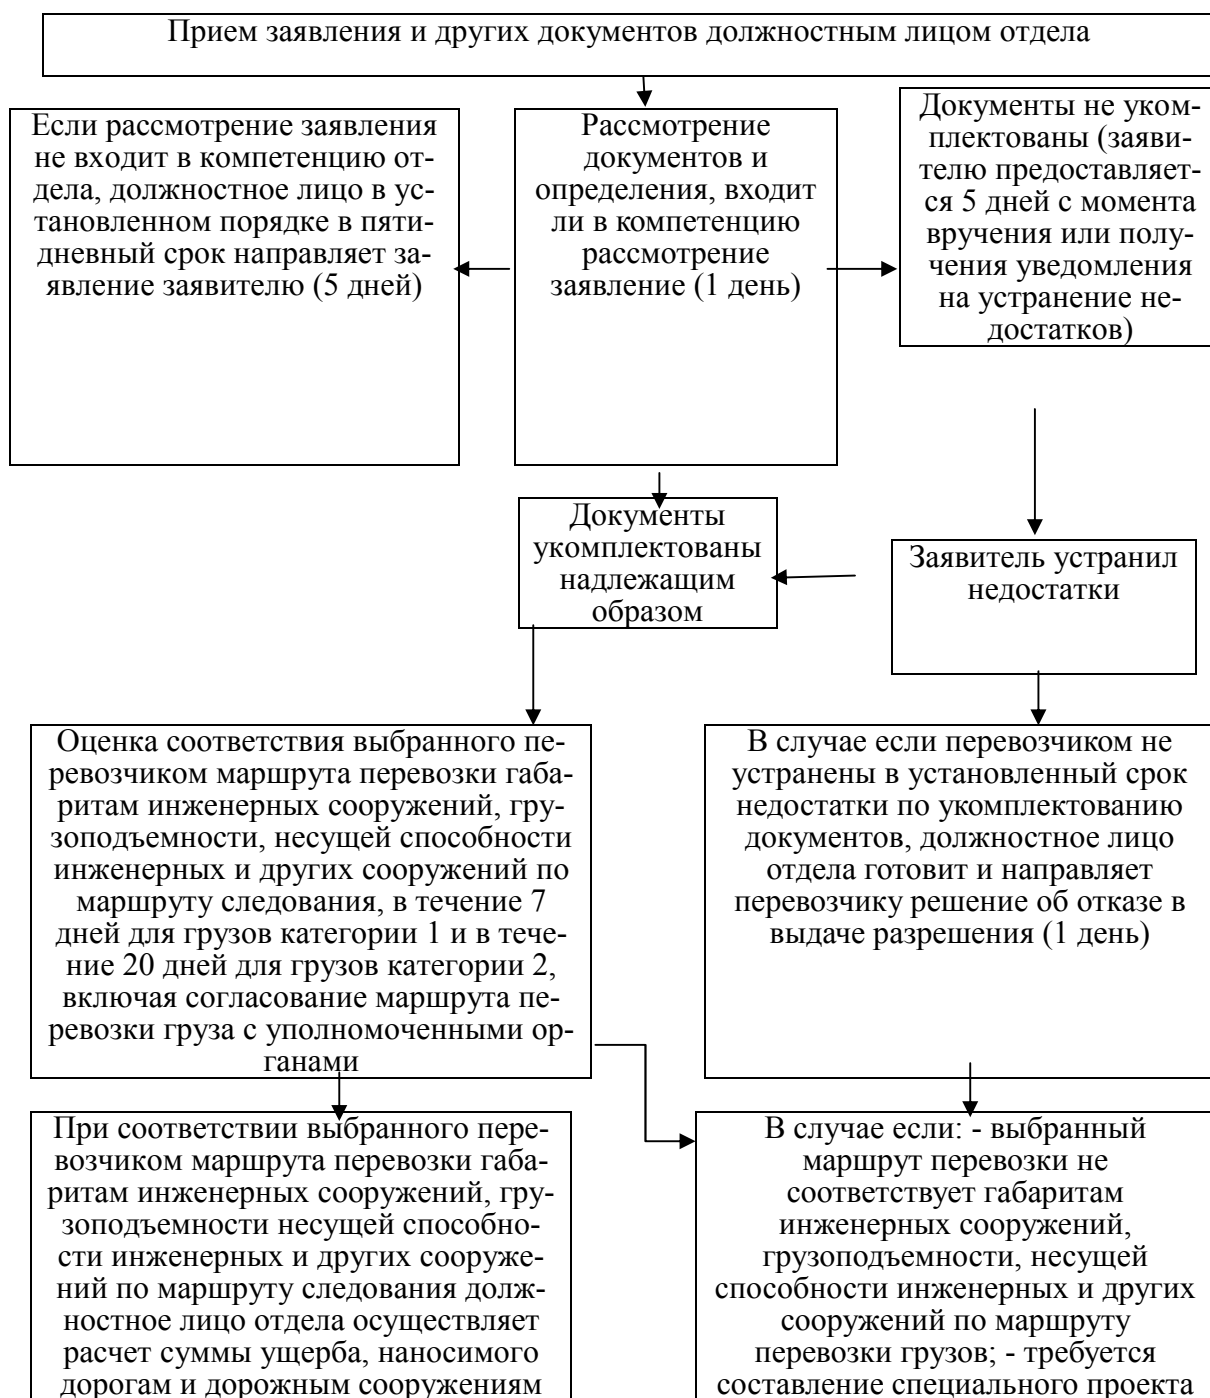 Прием заявления и других документов должностным лицом отдела
Если рассмотрение заявления
не входит в компетенцию от-
дела, должностное лицо в ус-
тановленном порядке в пяти-
дневный срок направляет за-
явление заявителю (5 дней)
Рассмотрение
документов и
определения, входит
ли в компетенцию
рассмотрение
заявление (1 день)
Документы не уком-
плектованы (заяви-
телю предоставляет-
ся 5 дней с момента
вручения или полу-
чения уведомления
на устранение не-
достатков)
Документы
укомплектованы
надлежащим
образом
Заявитель устранил
недостатки
Оценка соответствия выбранного пе-
ревозчиком маршрута перевозки габа-
ритам инженерных сооружений, гру-
зоподъемности, несущей способности
инженерных и других сооружений по
маршруту следования, в течение 7
дней для грузов категории 1 и в тече-
ние 20 дней для грузов категории 2,
включая согласование маршрута пе-
ревозки груза с уполномоченными ор-
ганами
В случае если перевозчиком не
устранены в установленный срок
недостатки по укомплектованию
документов, должностное лицо
отдела готовит и направляет
перевозчику решение об отказе в
выдаче разрешения (1 день)
При соответствии выбранного пере-
возчиком маршрута перевозки габа-
ритам инженерных сооружений, гру-
зоподъемности несущей способно-
сти инженерных и других сооруже-
ний по маршруту следования долж-
ностное лицо отдела осуществляет
расчет суммы ущерба, наносимого
дорогам и дорожным сооружениям
В случае если: - выбранный
маршрут перевозки не
соответствует габаритам
инженерных сооружений,
грузоподъемности, несущей
способности инженерных и других
сооружений по маршруту
перевозки грузов; - требуется
составление специального проекта